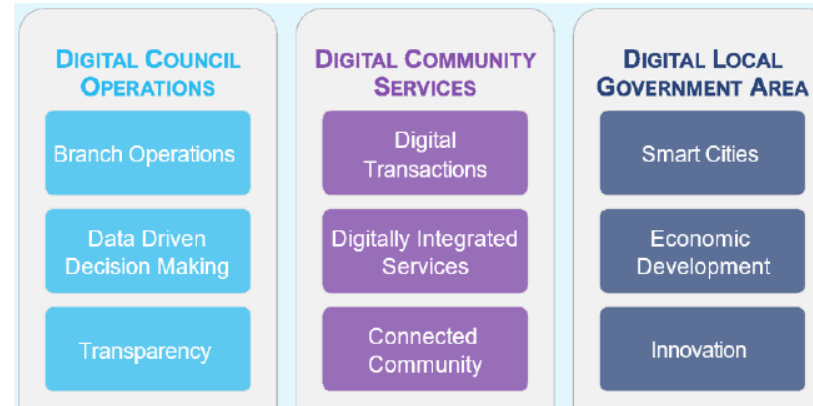 DIGITAL COUNCIL
OPERATIONS
Branch Operations
Data Driven
Decision Making
Transparency
DIGITAL COMMUNITY
SERVICES
Digital
Transactions
Digitally Integrated
Services
Connected
Community
DIGITAL LOCAL
GOVERNMENT AREA
Smart Cities
Economic
Development
Innovation